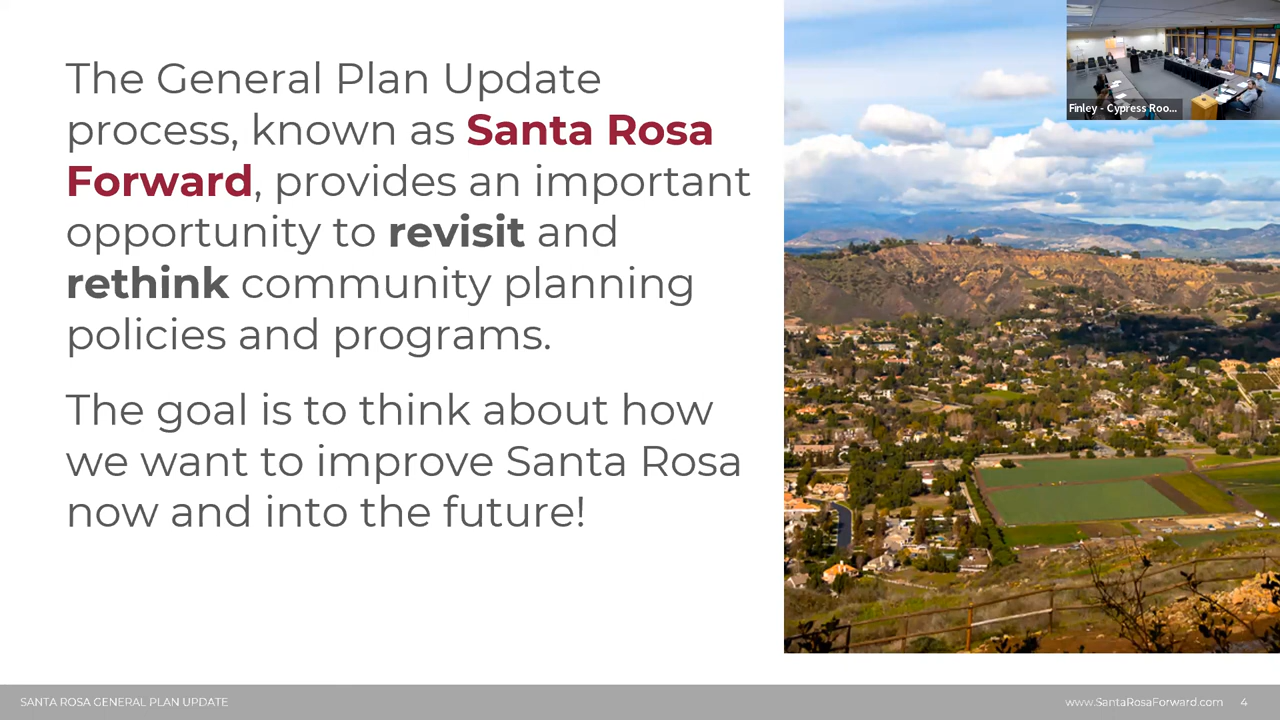 The General Plan Update
process, known as Santa Rosa
Forward, provides an important
opportunity to revisit and
rethink community planning
policies and programs.
The goal is to think about how
we want to improve Santa Rosa
now and into the future!
Finley - Cypress Roo...
SANTA ROSA GENERAL PLAN UPDATE
www.SantaRosaForward.com 4